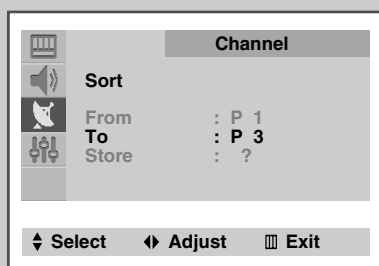 Channel
Sort
From : P 1
To : P 3
Store : ?
Select Adjust Exit